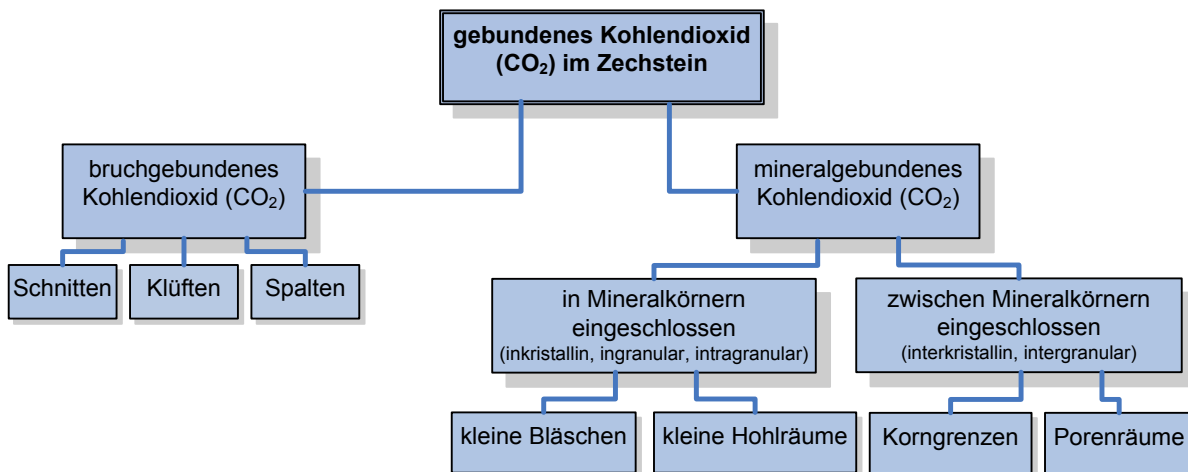 gebundenes Kohlendioxid
(CO₂) im Zechstein
bruchgebundenes
Kohlendioxid (CO₂)
mineralgebundenes
Kohlendioxid (CO₂)
Schnitten
Klüften
Spalten
in Mineralkörnern
eingeschlossen
(inkristallin, ingranular, intragranular)
zwischen Mineralkörnern
eingeschlossen
(interkristallin, intergranular)
kleine Bläschen
kleine Hohlräume
Korngrenzen
Porenräume